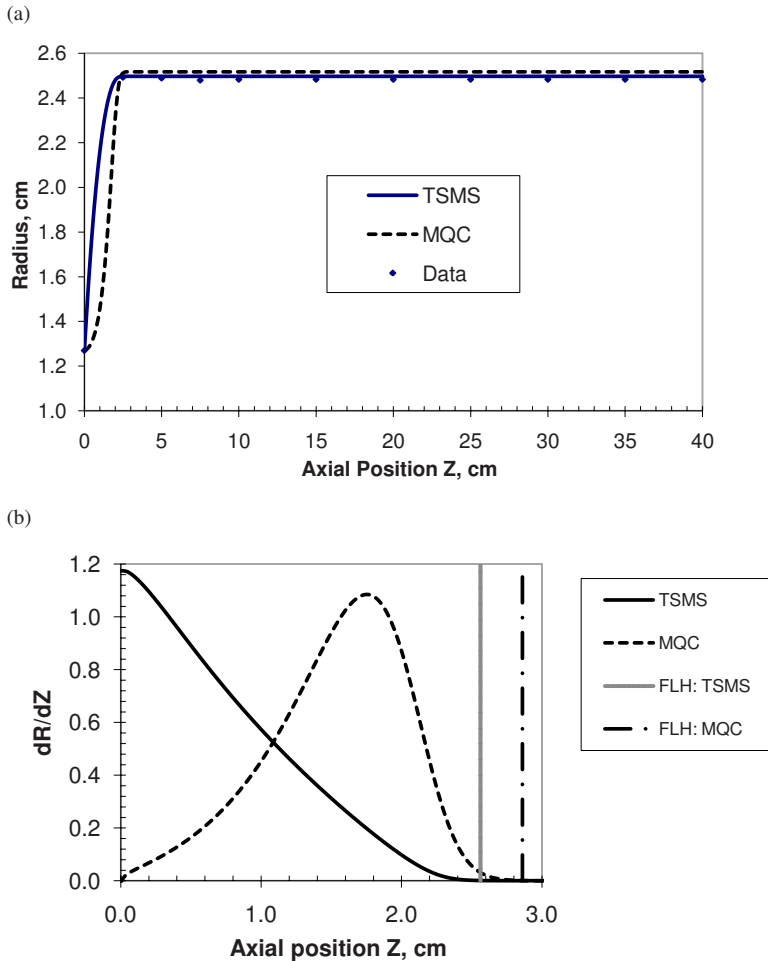 (a)
2.6
2.4
2.2
2.0
1.8
1.6
1.4
1.2
1.0
Radius, cm
TSMS
MQC
Data
0 5 10 15 20 25 30 35 40
Axial Position Z, cm
(b)
1.2
1.0
0.8
0.6
0.4
0.2
0.0
dR/dZ
0.0 1.0 2.0 3.0
Axial position Z, cm
TSMS
MQC
FLH: TSMS
FLH: MQC